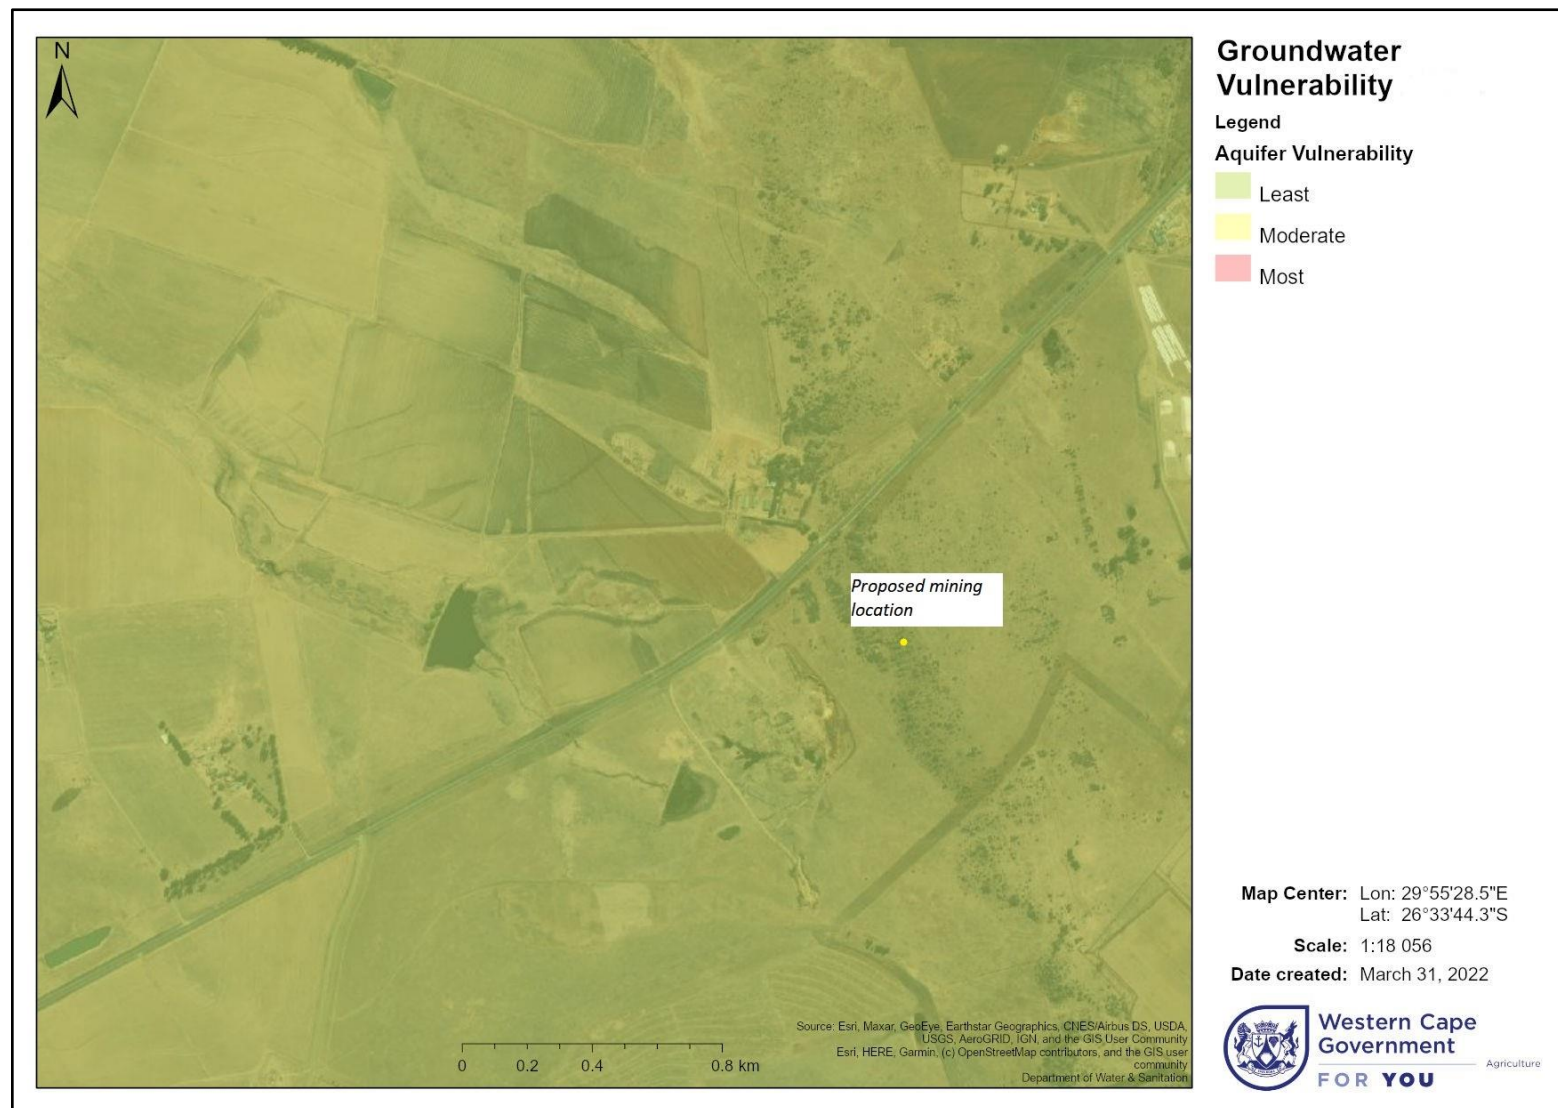 N
Groundwater
Vulnerability
Legend
Aquifer Vulnerability
Least
Moderate
Most
Proposed mining
location
Map Center: Lon: 29°55'28.5"E
Lat: 26°33'44.3"S
Scale: 1:18 056
Date created: March 31, 2022
Source: Esri, Maxar, GeoEye, Earthstar Geographics, CNES/Airbus DS, USDA,
USGS, AeroGRID, IGN, and the GIS User Community
Esri, HERE, Garmin, (c) OpenStreetMap contributors, and the GIS user
community
Department of Water & Sanitation
0 0.2 0.4 0.8 km
Western Cape
Government
Agriculture
FOR YOU